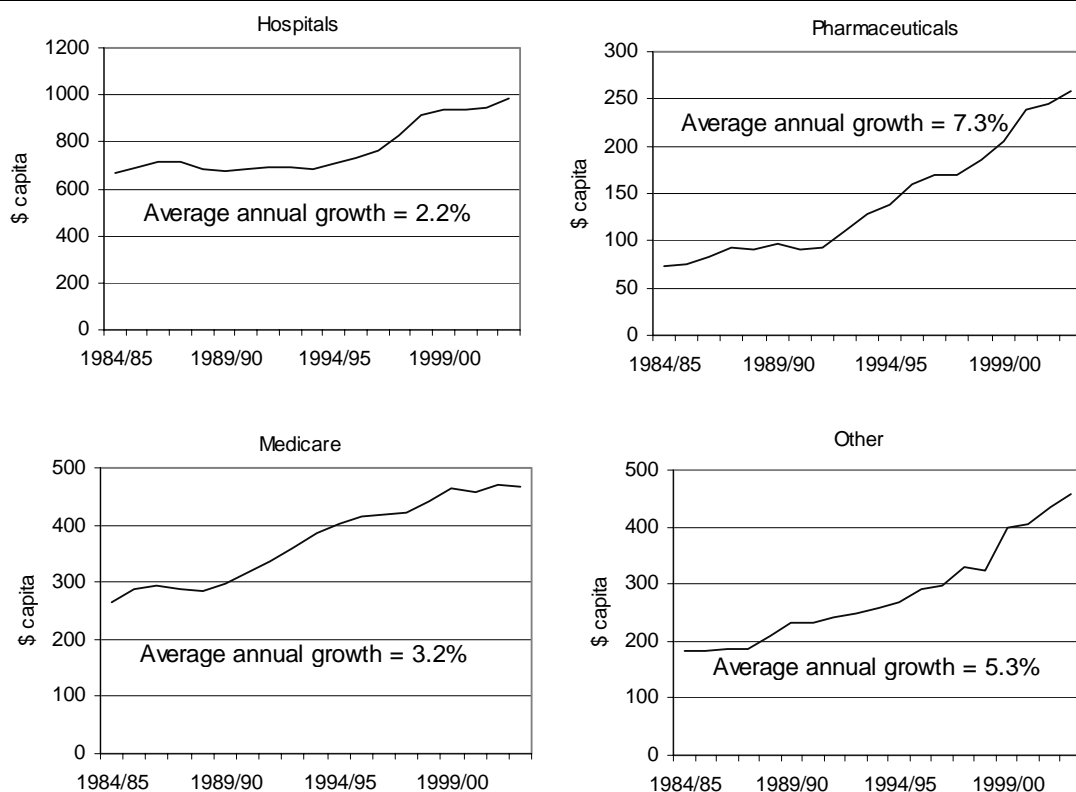 Hospitals
1200
1000
800
600
400
200
0
$ capita
Average annual growth = 2.2%
1984/85 1989/90 1994/95 1999/00
Pharmaceuticals
300
250
200
150
100
50
0
$ capita
Average annual growth = 7.3%
1984/85 1989/90 1994/95 1999/00
Medicare
500
400
300
200
100
0
$ capita
Average annual growth = 3.2%
1984/85 1989/90 1994/95 1999/00
Other
500
400
300
200
100
0
$ capita
Average annual growth = 5.3%
1984/85 1989/90 1994/95 1999/00